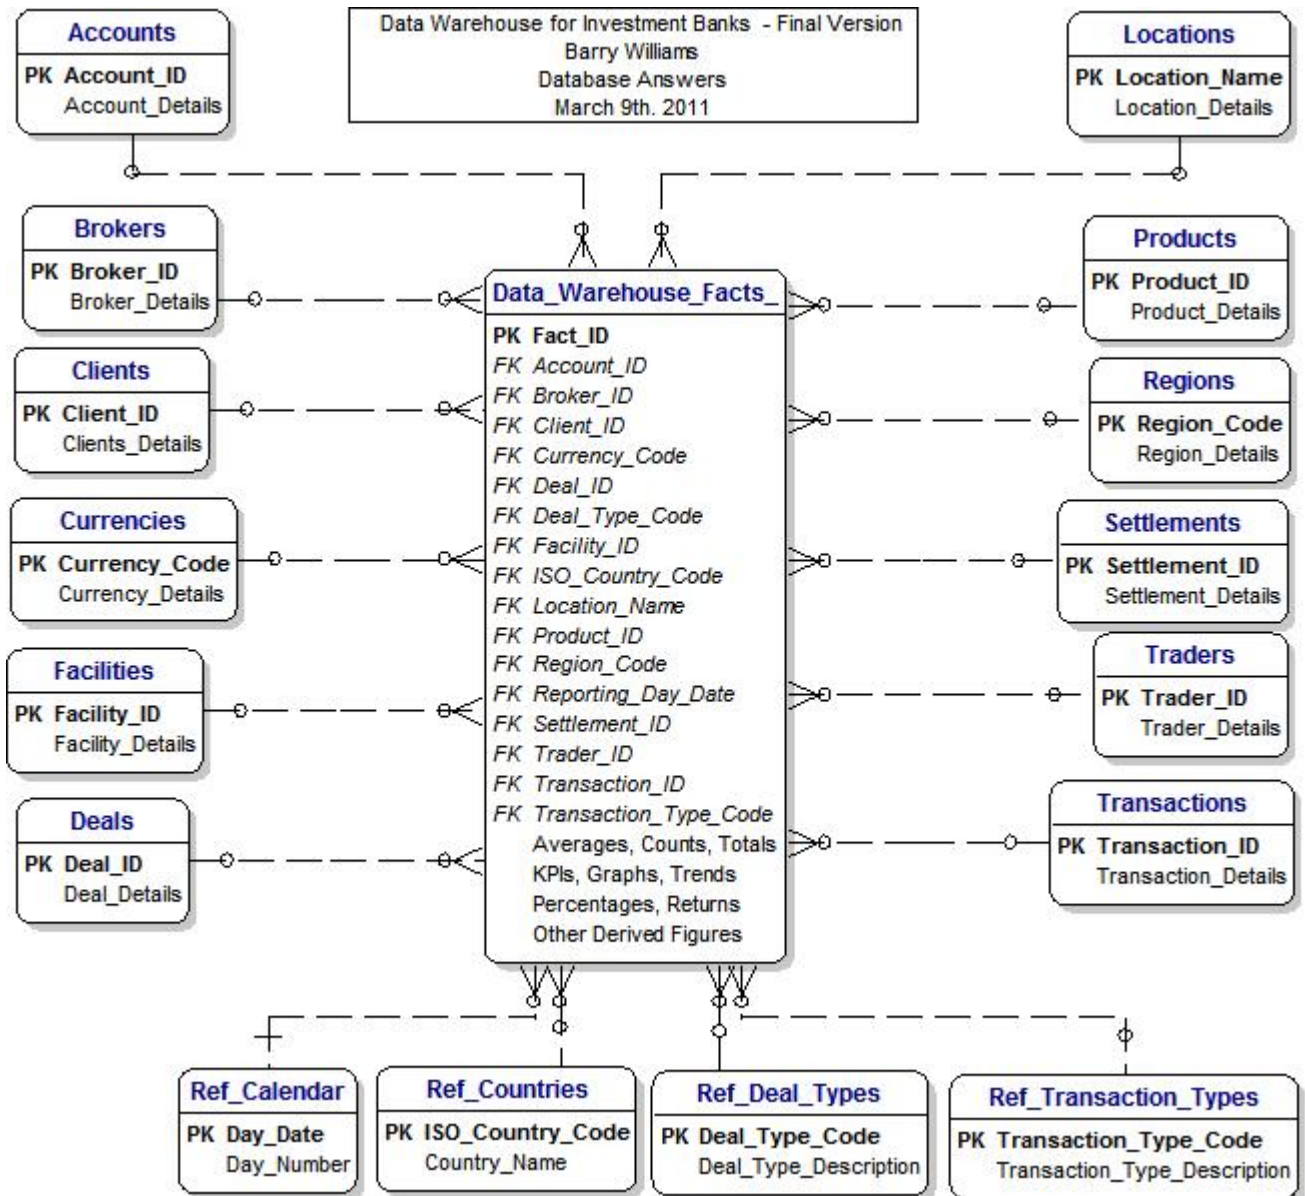 Data Warehouse for Investment Banks - Final Version
Barry Williams
Database Answers
March 9th. 2011
Accounts
PK Account_ID
Account_Details
Locations
PK Location_Name
Location_Details
Brokers
PK Broker_ID
Broker_Details
Clients
PK Client_ID
Clients_Details
Currencies
PK Currency_Code
Currency_Details
Facilities
PK Facility_ID
Facility_Details
Deals
PK Deal_ID
Deal_Details
Data_Warehouse_Facts_
PK Fact_ID
FK Account_ID
FK Broker_ID
FK Client_ID
FK Currency_Code
FK Deal_ID
FK Deal_Type_Code
FK Facility_ID
FK ISO_Country_Code
FK Location_Name
FK Product_ID
FK Region_Code
FK Reporting_Day_Date
FK Settlement_ID
FK Trader_ID
FK Transaction_ID
FK Transaction_Type_Code
Averages, Counts, Totals
KPIs, Graphs, Trends
Percentages, Returns
Other Derived Figures
Products
PK Product_ID
Product_Details
Regions
PK Region_Code
Region_Details
Settlements
PK Settlement_ID
Settlement_Details
Traders
PK Trader_ID
Trader_Details
Transactions
PK Transaction_ID
Transaction_Details
Ref_Calendar
PK Day_Date
Day_Number
Ref_Countries
PK ISO_Country_Code
Country_Name
Ref_Deal_Types
PK Deal_Type_Code
Deal_Type_Description
Ref_Transaction_Types
PK Transaction_Type_Code
Transaction_Type_Description